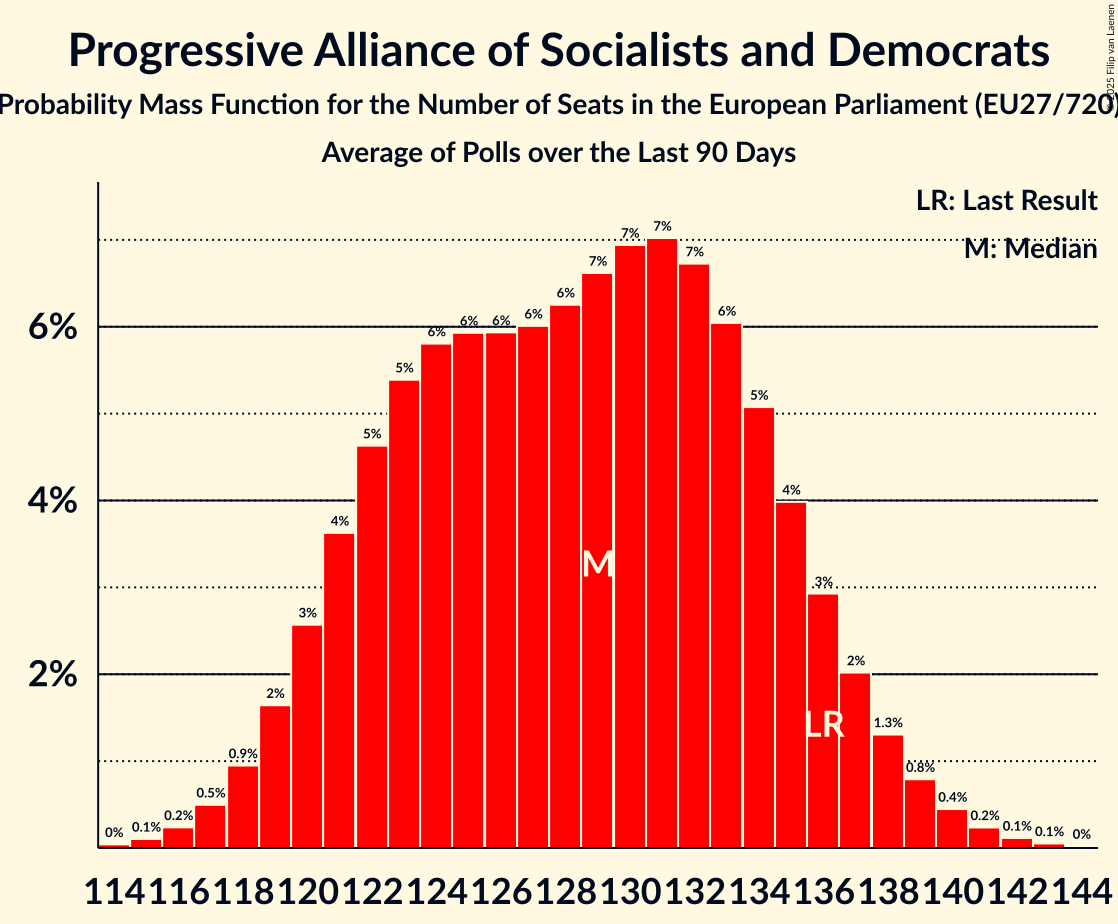 Progressive Alliance of Socialists and Democrats
Probability Mass Function for the Number of Seats in the European Parliament (EU27/720)
Average of Polls over the Last 90 Days
© 2025 Filip van Laenen
LR: Last Result
M: Median
6%
4%
2%
0% 0.1% 0.2% 0.5% 0.9% 2% 3% 4% 5% 5% 6% 6% 6% 6% 6% 7% 7% 7% 7% 6% 5% 4% 3% 2% 1.3% 0.8% 0.4% 0.2% 0.1% 0.1% 0%
M
LR
114 116 118 120 122 124 126 128 130 132 134 136 138 140 142 144